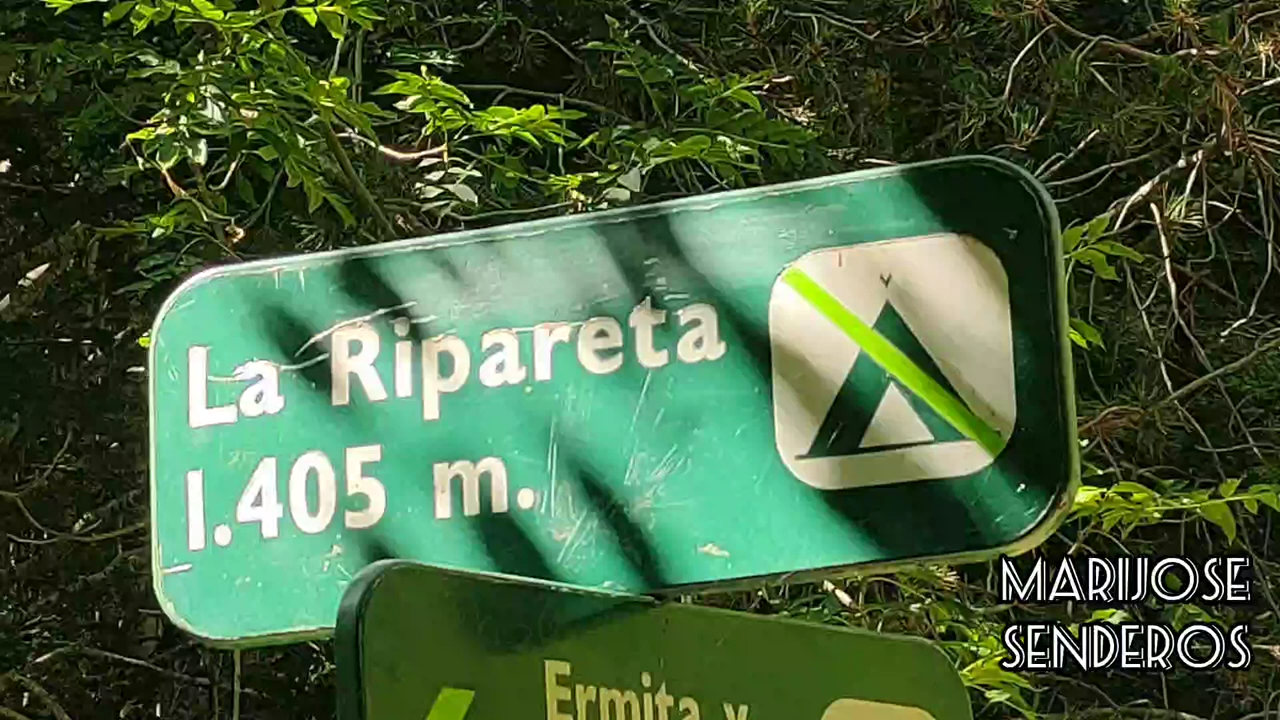 La Ripareta
1.405 m.
Ermita y
MARIJOSE
SENDEROS